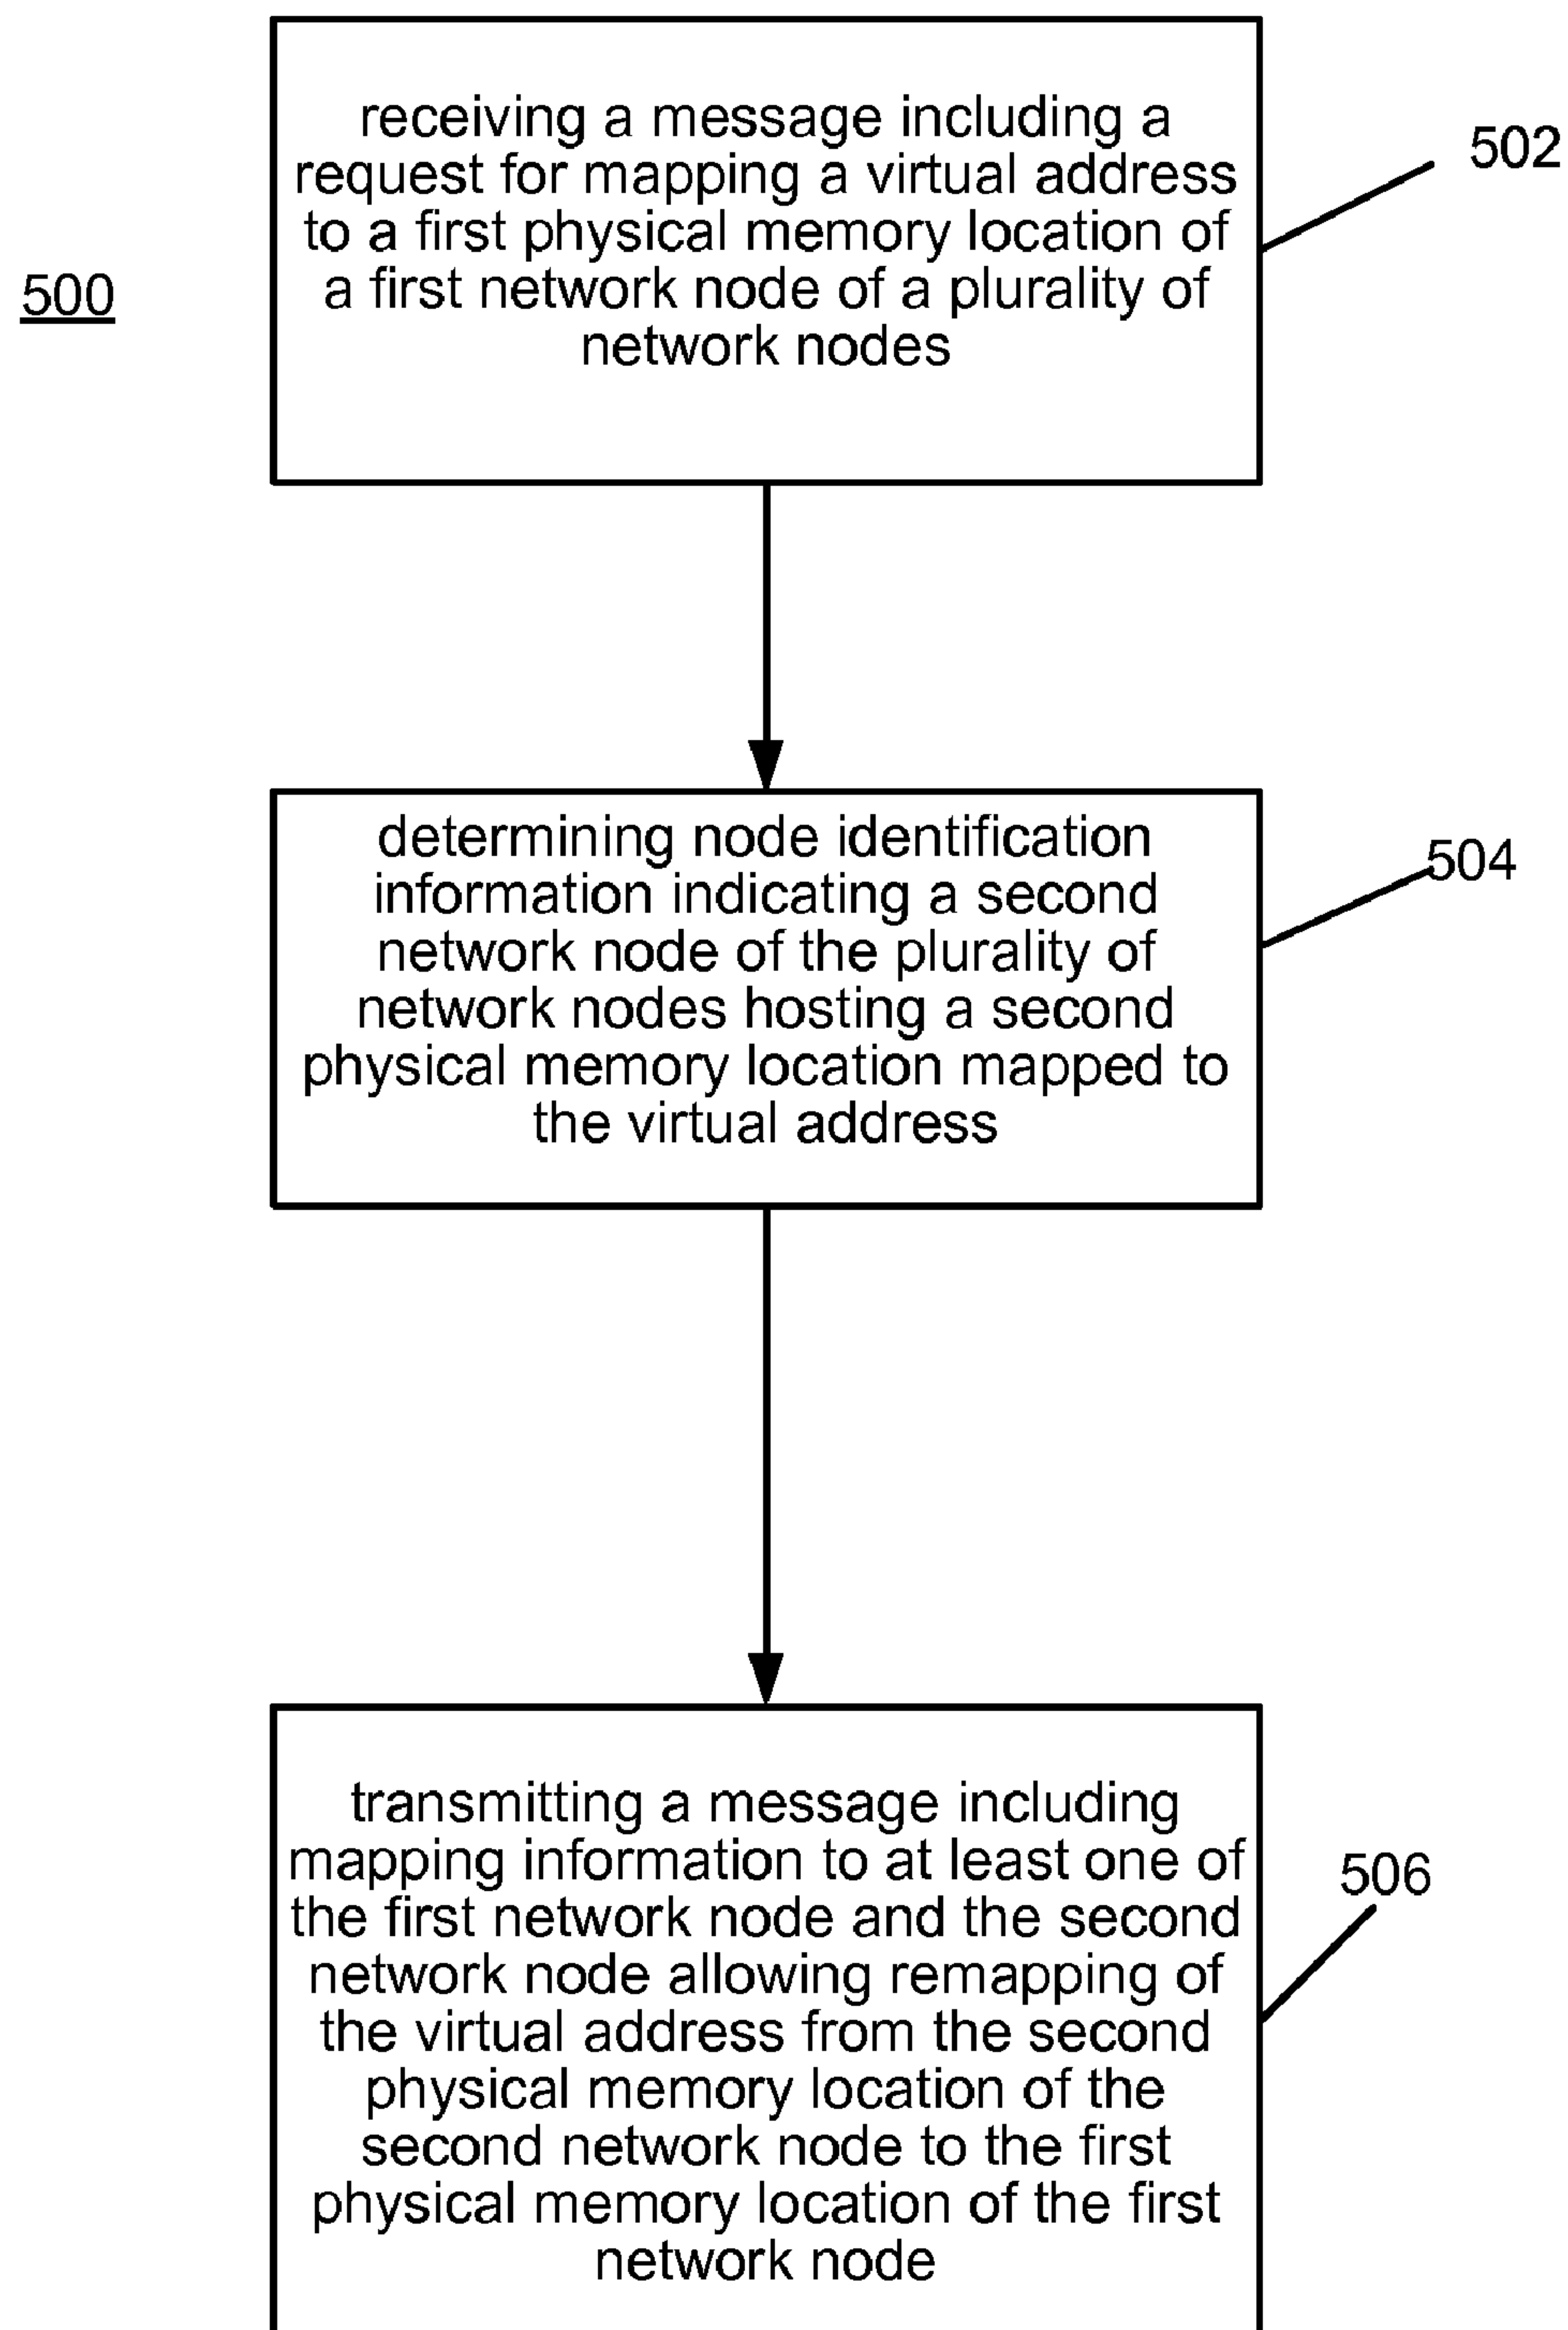 receiving a message including a
request for mapping a virtual address
to a first physical memory location of
a first network node of a plurality of
network nodes
502
500
determining node identification
information indicating a second
network node of the plurality of
network nodes hosting a second
physical memory location mapped to
the virtual address
504
transmitting a message including
mapping information to at least one of
the first network node and the second
network node allowing remapping of
the virtual address from the second
physical memory location of the
second network node to the first
physical memory location of the first
network node
506